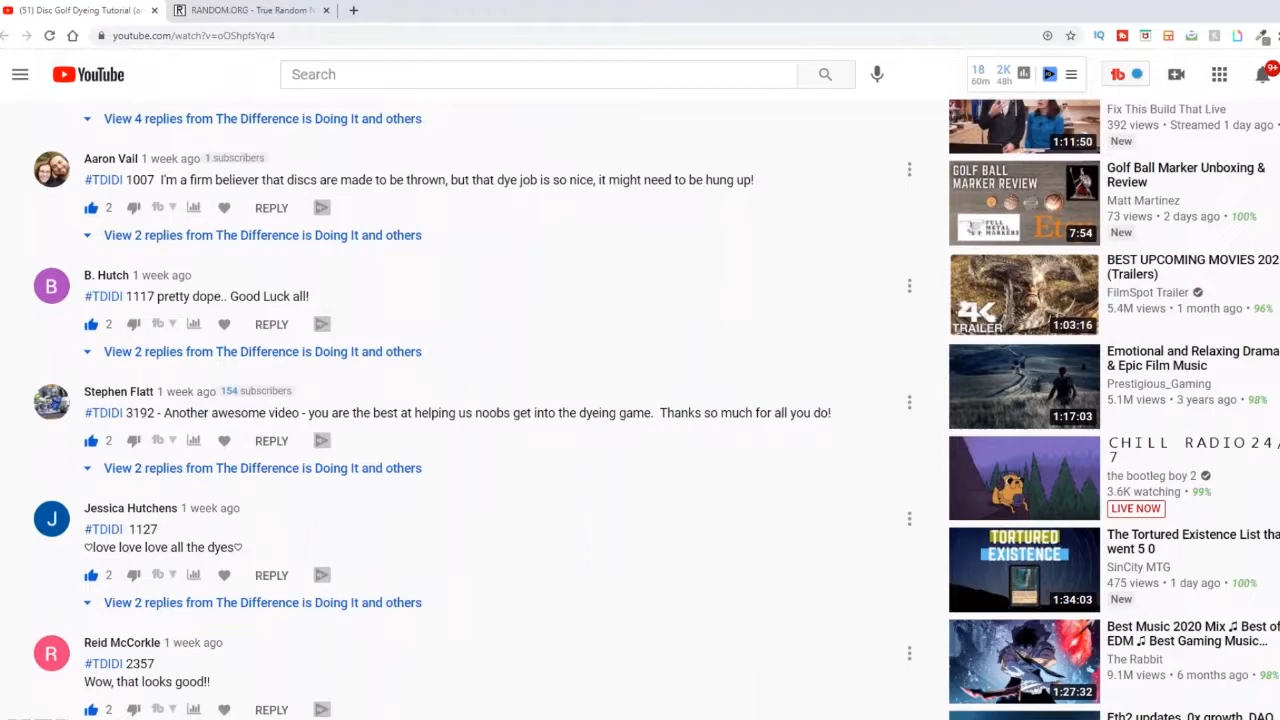 (51) Disc Golf Dyeing Tutorial (an
RANDOM.ORG - True Random N
youtube.com/watch?v=oOShpfsYqr4
YouTube
Search
18 60m
2K 48h
9+
View 4 replies from The Difference is Doing It and others
Aaron Vail 1 week ago 1 subscribers
#TDIDI 1007 I'm a firm believer that discs are made to be thrown, but that dye job is so nice, it might need to be hung up!
2 REPLY
View 2 replies from The Difference is Doing It and others
B
B. Hutch 1 week ago
#TDIDI 1117 pretty dope.. Good Luck all!
2 REPLY
View 2 replies from The Difference is Doing It and others
Stephen Flatt 1 week ago 154 subscribers
#TDIDI 3192 - Another awesome video - you are the best at helping us noobs get into the dyeing game. Thanks so much for all you do!
2 REPLY
View 2 replies from The Difference is Doing It and others
J
Jessica Hutchens 1 week ago
#TDIDI 1127
♡love love love all the dyes♡
2 REPLY
View 2 replies from The Difference is Doing It and others
R
Reid McCorkle 1 week ago
#TDIDI 2357
Wow, that looks good!!
2 REPLY
1:11:50
Fix This Build That Live
392 views • Streamed 1 day ago •
New
GOLF BALL
MARKER REVIEW
FULL
METAL
MARKERS
7:54
Golf Ball Marker Unboxing &
Review
Matt Martinez
73 views • 2 days ago • 100%
New
4K
TRAILER
1:03:16
BEST UPCOMING MOVIES 202
(Trailers)
FilmSpot Trailer
5.4M views • 1 month ago • 96%
1:17:03
Emotional and Relaxing Drama
& Epic Film Music
Prestigious_Gaming
5.1M views • 3 years ago • 98%
CHILL RADIO 24/
7
the bootleg boy 2
3.6K watching • 99%
LIVE NOW
TORTURED
EXISTENCE
1:34:03
The Tortured Existence List tha
went 5 0
SinCity MTG
475 views • 1 day ago • 100%
New
1:27:32
Best Music 2020 Mix ♫ Best of
EDM ♫ Best Gaming Music...
The Rabbit
9.1M views • 6 months ago • 98%
Eth2 updates, 0x growth, DAO